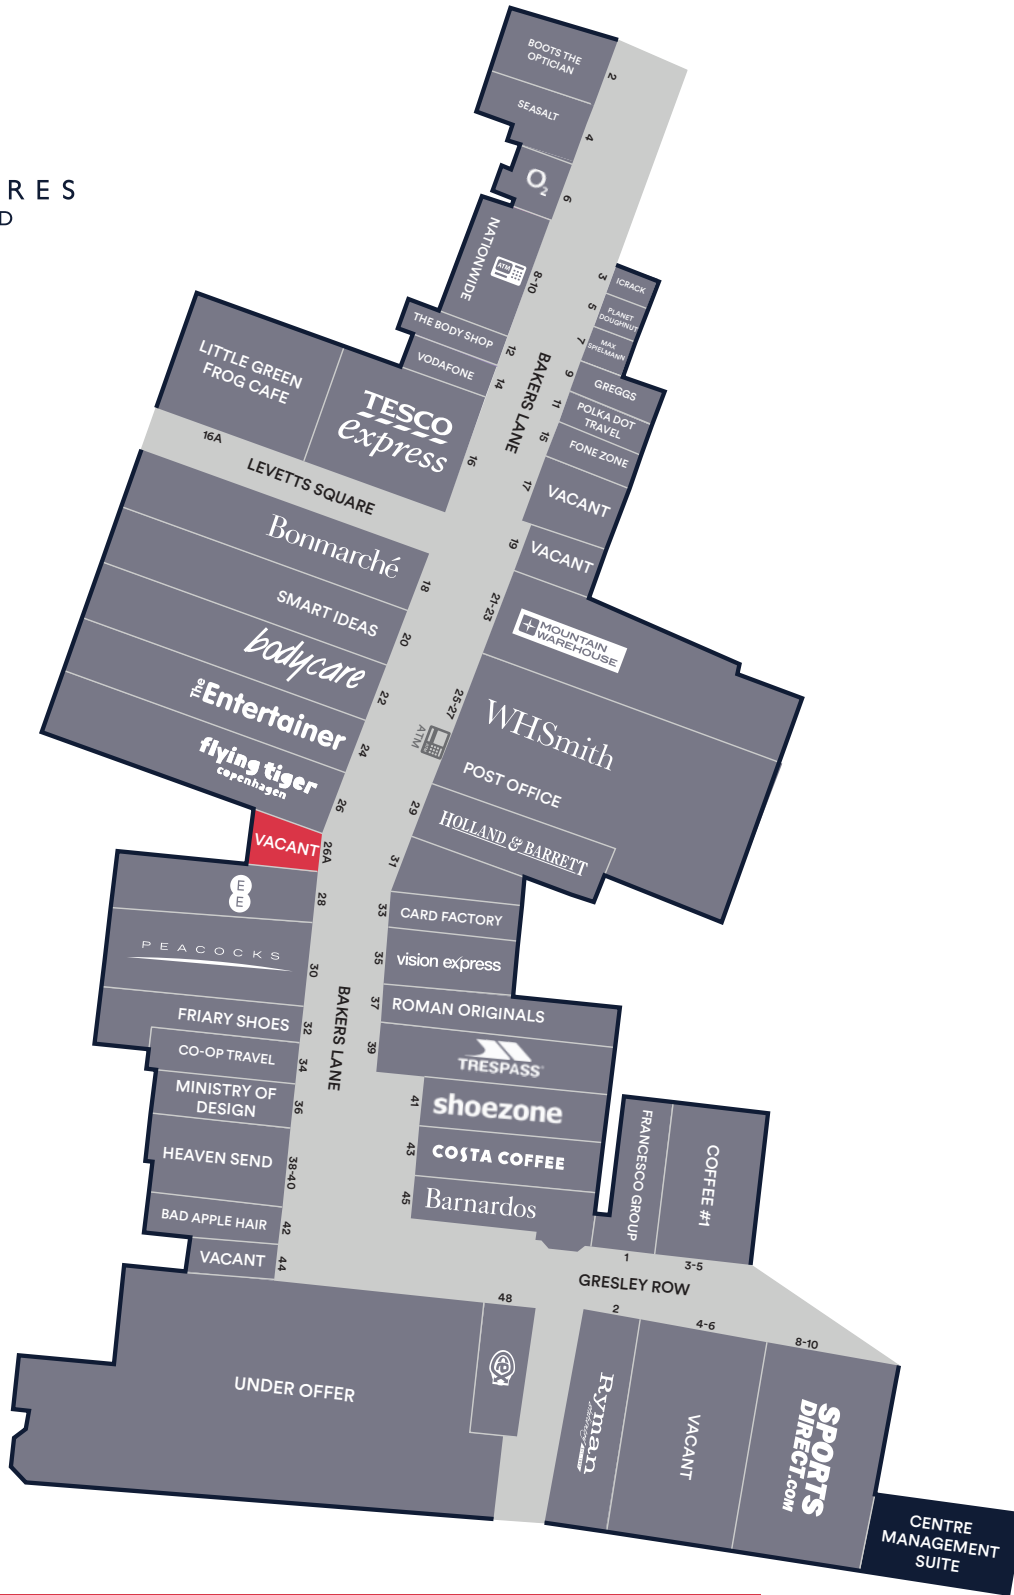 RES
D
BOOTS THE
OPTICIAN
2
SEASALT
4
O2
6
NATIONWIDE
ATM
8-10
THE BODY SHOP
12
VODAFONE
14
LITTLE GREEN
FROG CAFE
16A
TESCO
express
16
LEVETTS SQUARE
BAKERS LANE
3
ICRACK
5
PLANET
DOUGHNUT
7
MAX
SPIELMANN
9
GREGGS
11
POLKA DOT
TRAVEL
15
FONE ZONE
17
VACANT
19
VACANT
21-23
MOUNTAIN
WAREHOUSE
Bonmarché
18
SMART IDEAS
20
bodycare
22
The
Entertainer
24
flying tiger
copenhagen
26
VACANT
26A
25-27
ATM
WHSmith
POST OFFICE
29
HOLLAND & BARRETT
31
E
E
28
PEACOCKS
30
FRIARY SHOES
32
CO-OP TRAVEL
34
MINISTRY OF
DESIGN
36
HEAVEN SEND
38-40
BAD APPLE HAIR
42
VACANT
44
BAKERS LANE
33
CARD FACTORY
35
vision express
37
ROMAN ORIGINALS
39
TRESPASS
41
shoezone
43
COSTA COFFEE
45
Barnardos
FRANCESCO GROUP
1
COFFEE #1
3-5
GRESLEY ROW
UNDER OFFER
48
2
Ryman
4-6
VACANT
8-10
SPORTS
DIRECT.COM
CENTRE
MANAGEMENT
SUITE